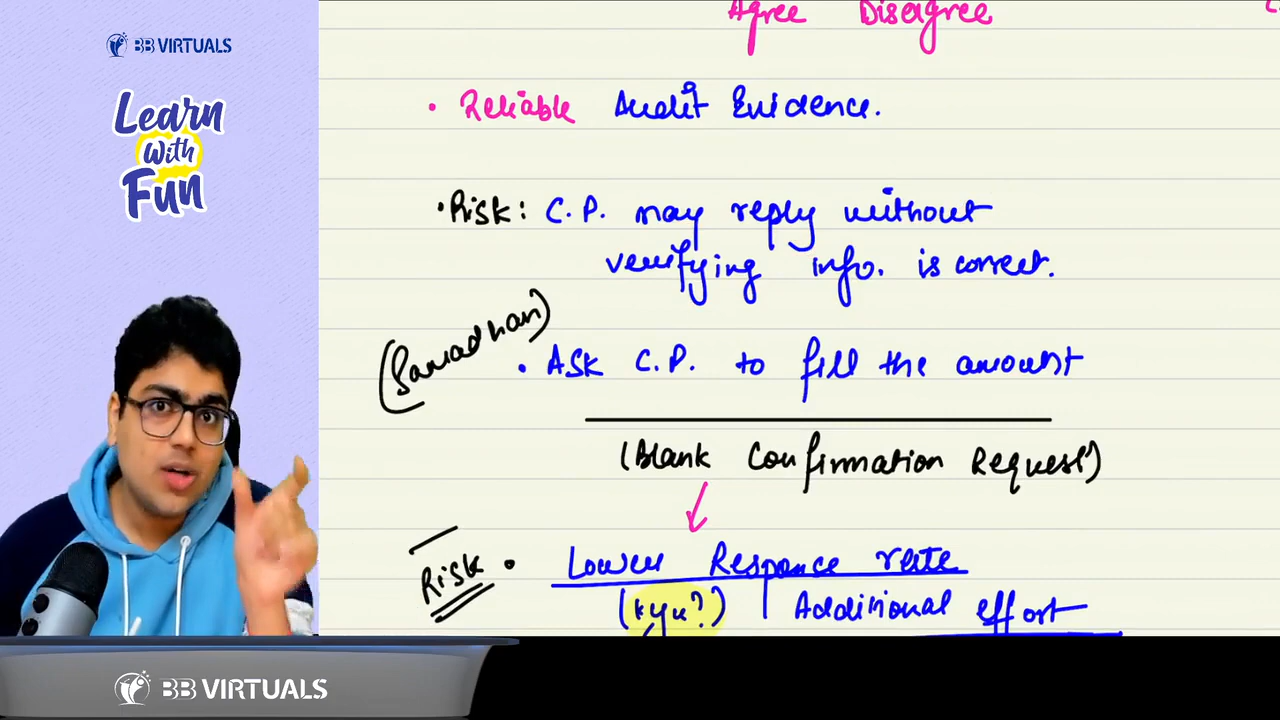 BB VIRTUALS
Learn
With
Fun
Agree Disagree
• Reliable Audit Evidence.
• Risk: C.P. may reply without
verifying info. is correct.
(Samadhan)
• ASK C.P. to fill the amount
(Blank Confirmation Request)
Risk • Lower Response rate
(kyu?) | Additional effort
BB VIRTUALS